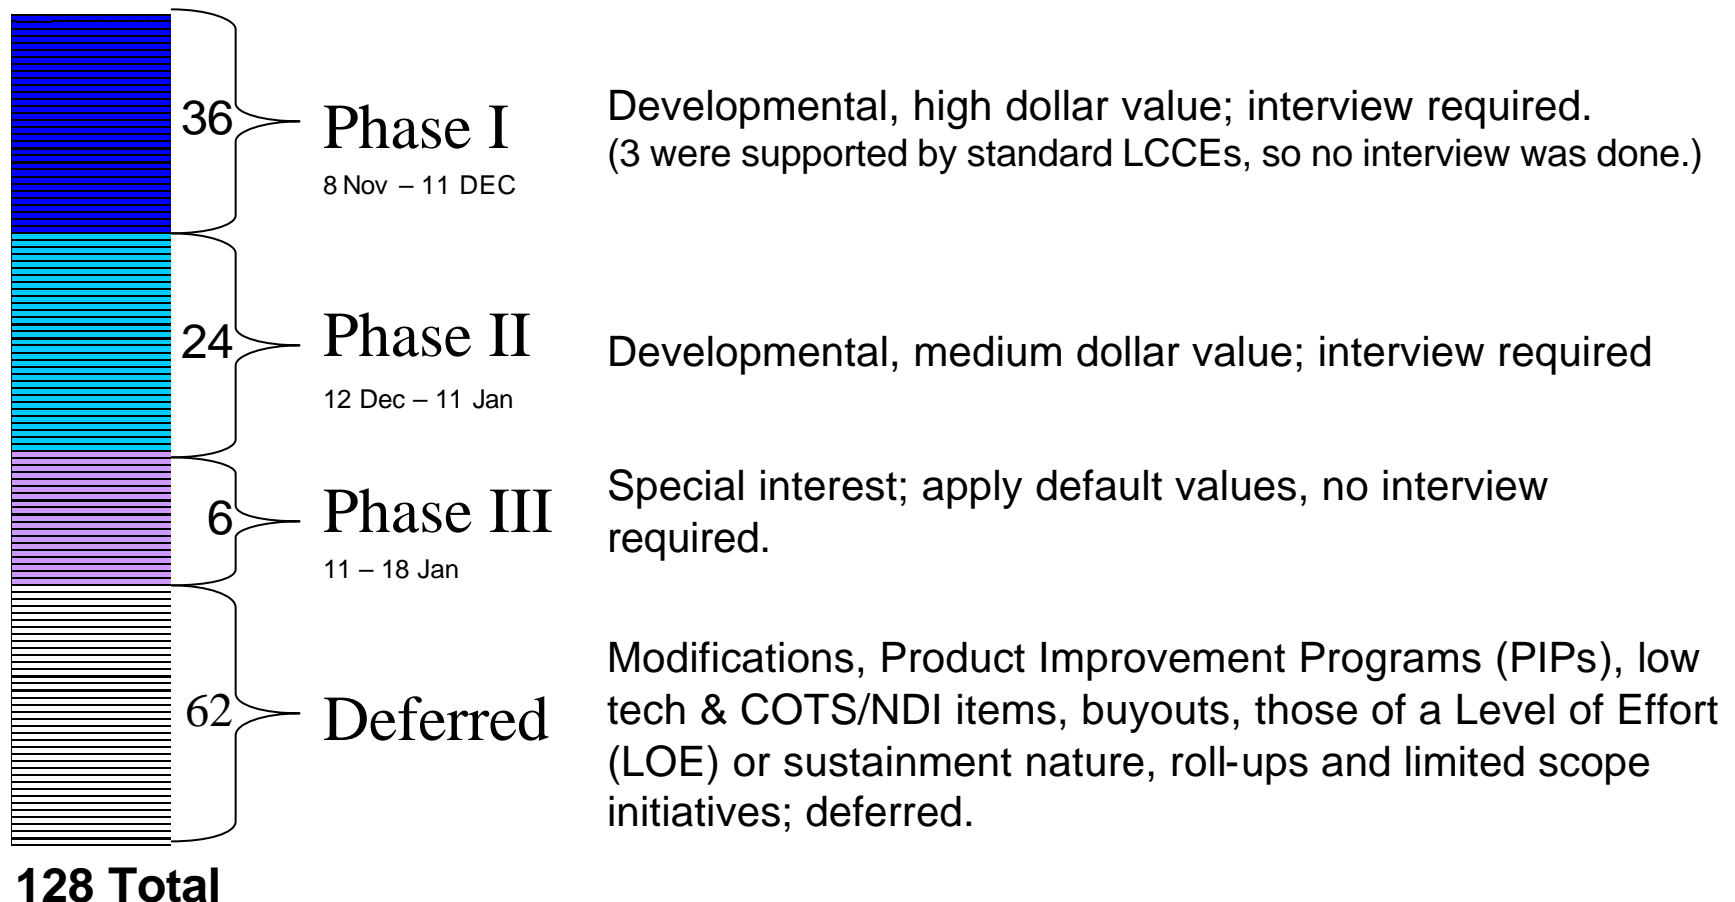 36
Phase I
8 Nov – 11 DEC
Developmental, high dollar value; interview required.
(3 were supported by standard LCCEs, so no interview was done.)
24
Phase II
12 Dec – 11 Jan
Developmental, medium dollar value; interview required
6
Phase III
11 – 18 Jan
Special interest; apply default values, no interview
required.
62
Deferred
Modifications, Product Improvement Programs (PIPs), low
tech & COTS/NDI items, buyouts, those of a Level of Effort
(LOE) or sustainment nature, roll-ups and limited scope
initiatives; deferred.
128 Total